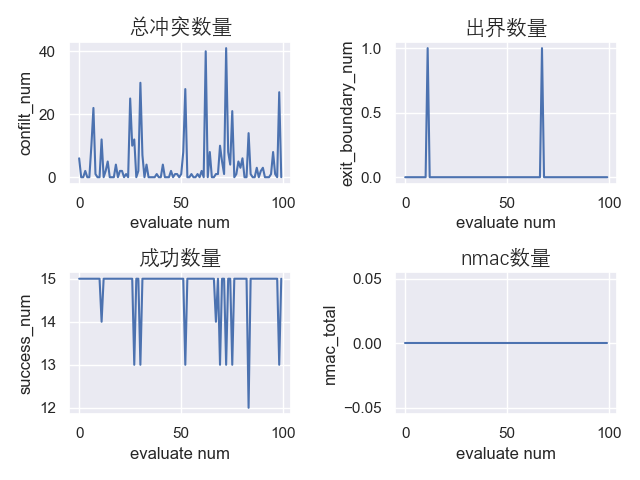 总冲突数量
confilt_num
40
20
0
0
50
100
evaluate num
出界数量
exit_boundary_num
1.0
0.5
0.0
0
50
100
evaluate num
成功数量
success_num
15
14
13
12
0
50
100
evaluate num
nmac数量
nmac_total
0.05
0.00
−0.05
0
50
100
evaluate num